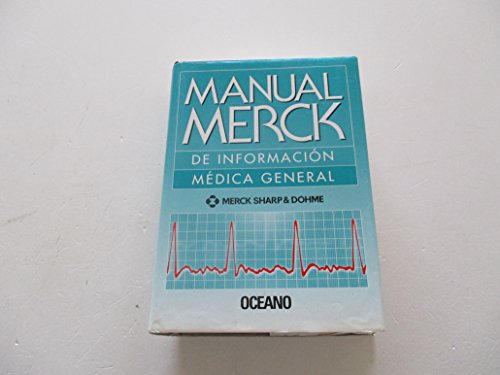 MANUAL
MERCK
DE INFORMACIÓN
MÉDICA GENERAL
MERCK SHARP & DOHME
OCEANO